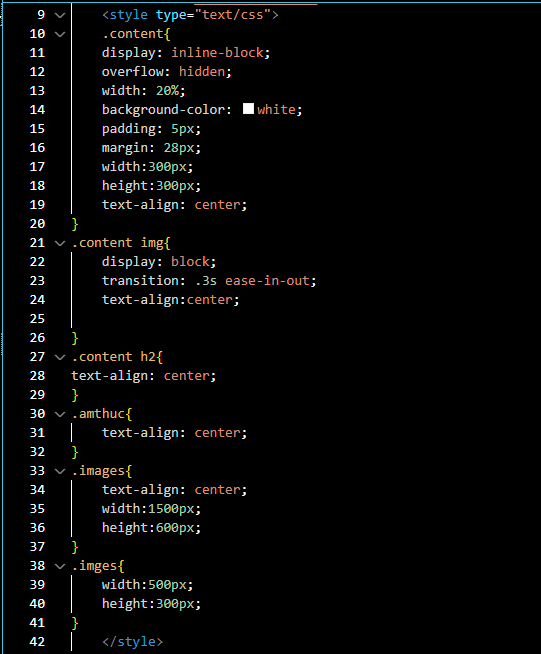 9 <style type="text/css">
10 .content{
11 display: inline-block;
12 overflow: hidden;
13 width: 20%;
14 background-color: white;
15 padding: 5px;
16 margin: 28px;
17 width:300px;
18 height:300px;
19 text-align: center;
20 }
21 .content img{
22 display: block;
23 transition: .3s ease-in-out;
24 text-align:center;
25
26 }
27 .content h2{
28 text-align: center;
29 }
30 .amthuc{
31 text-align: center;
32 }
33 .images{
34 text-align: center;
35 width:1500px;
36 height:600px;
37 }
38 .imges{
39 width:500px;
40 height:300px;
41 }
42 </style>